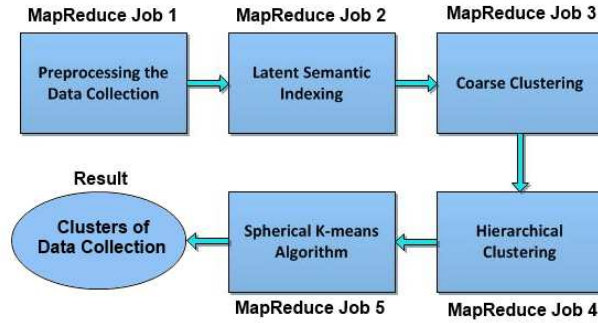 MapReduce Job 1
Preprocessing the
Data Collection
MapReduce Job 2
Latent Semantic
Indexing
MapReduce Job 3
Coarse Clustering
Hierarchical
Clustering
MapReduce Job 4
Spherical K-means
Algorithm
MapReduce Job 5
Result
Clusters of
Data Collection